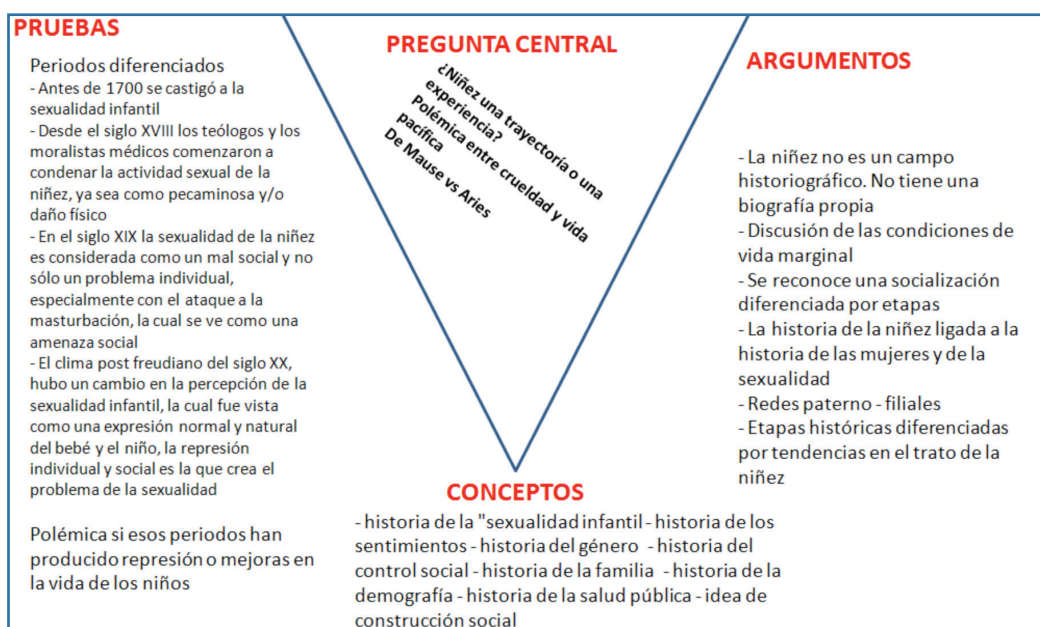 PRUEBAS
Periodos diferenciados
- Antes de 1700 se castigó a la
sexualidad infantil
- Desde el siglo XVIII los teólogos y los
moralistas médicos comenzaron a
condenar la actividad sexual de la
niñez, ya sea como pecaminosa y/o
daño físico
- En el siglo XIX la sexualidad de la niñez
es considerada como un mal social y no
sólo un problema individual,
especialmente con el ataque a la
masturbación, la cual se ve como una
amenaza social
- El clima post freudiano del siglo XX,
hubo un cambio en la percepción de la
sexualidad infantil, la cual fue vista
como una expresión normal y natural
del bebé y el niño, la represión
individual y social es la que crea el
problema de la sexualidad
Polémica si esos periodos han
producido represión o mejoras en
la vida de los niños
PREGUNTA CENTRAL
¿Niñez una trayectoría o una
experiencia?
Polémica entre crueldad y vida
pacífica
De Mause vs Aries
ARGUMENTOS
- La niñez no es un campo
historiográfico. No tiene una
biografía propia
- Discusión de las condiciones de
vida marginal
- Se reconoce una socialización
diferenciada por etapas
- La historia de la niñez ligada a la
historia de las mujeres y de la
sexualidad
- Redes paterno - filiales
- Etapas históricas diferenciadas
por tendencias en el trato de la
niñez
CONCEPTOS
- historia de la "sexualidad infantil - historia de los
sentimientos - historia del género - historia del
control social - historia de la familia - historia de la
demografía - historia de la salud pública - idea de
construcción social